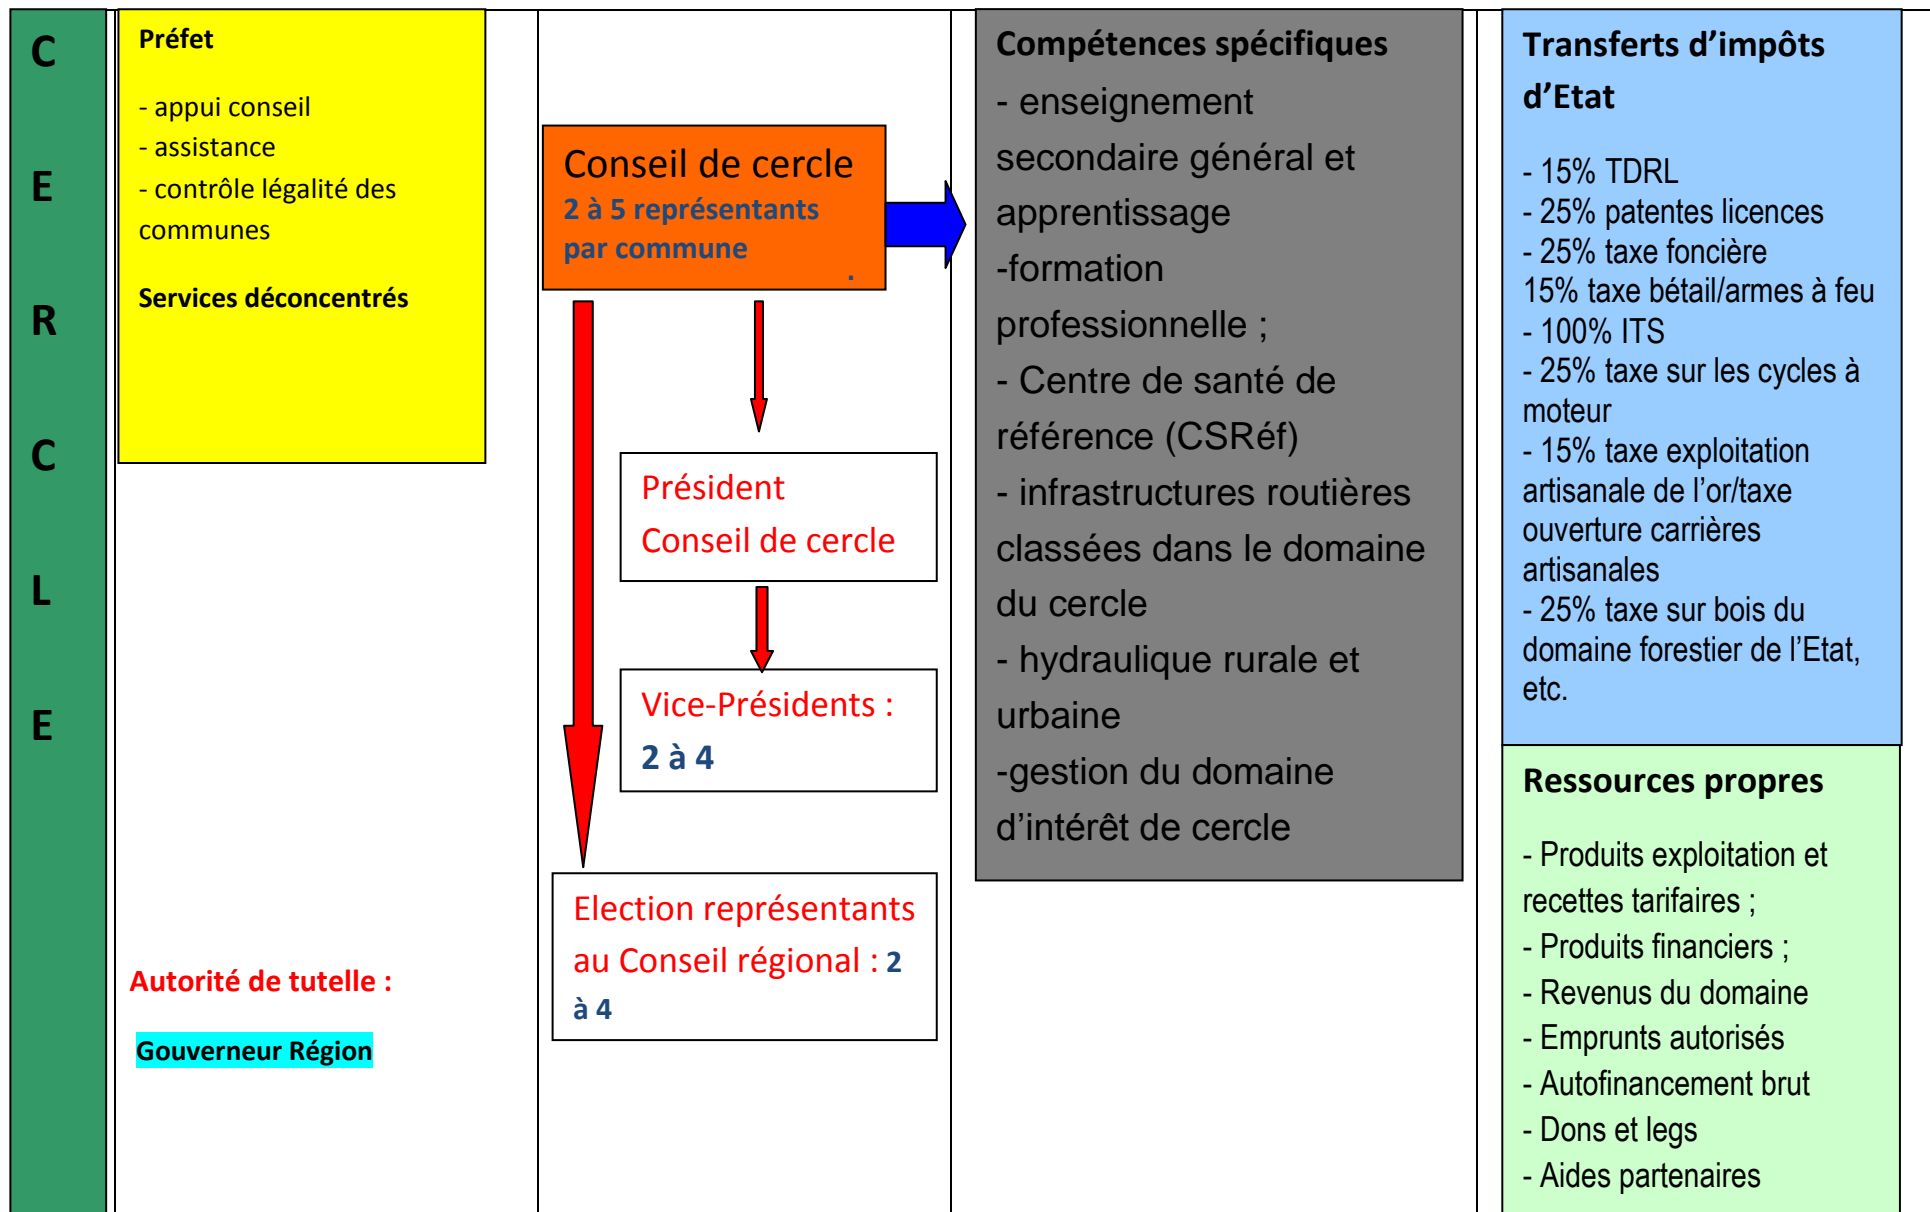 C
E
R
C
L
E
Préfet
- appui conseil
- assistance
- contrôle légalité des
communes
Services déconcentrés
Autorité de tutelle :
Gouverneur Région
Conseil de cercle
2 à 5 représentants
par commune
.
Président
Conseil de cercle
Vice-Présidents :
2 à 4
Election représentants
au Conseil régional : 2
à 4
Compétences spécifiques
- enseignement
secondaire général et
apprentissage
-formation
professionnelle ;
- Centre de santé de
référence (CSRéf)
- infrastructures routières
classées dans le domaine
du cercle
- hydraulique rurale et
urbaine
-gestion du domaine
d’intérêt de cercle
Transferts d’impôts
d’Etat
- 15% TDRL
- 25% patentes licences
- 25% taxe foncière
15% taxe bétail/armes à feu
- 100% ITS
- 25% taxe sur les cycles à
moteur
- 15% taxe exploitation
artisanale de l’or/taxe
ouverture carrières
artisanales
- 25% taxe sur bois du
domaine forestier de l’Etat,
etc.
Ressources propres
- Produits exploitation et
recettes tarifaires ;
- Produits financiers ;
- Revenus du domaine
- Emprunts autorisés
- Autofinancement brut
- Dons et legs
- Aides partenaires